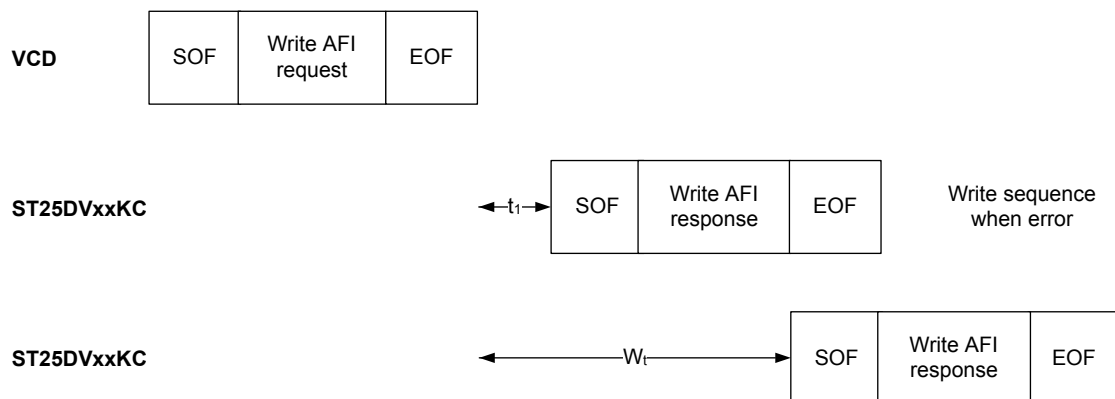 VCD
SOF
Write AFI
request
EOF
ST25DVxxKC
t1
SOF
Write AFI
response
EOF
Write sequence
when error
ST25DVxxKC
Wt
SOF
Write AFI
response
EOF